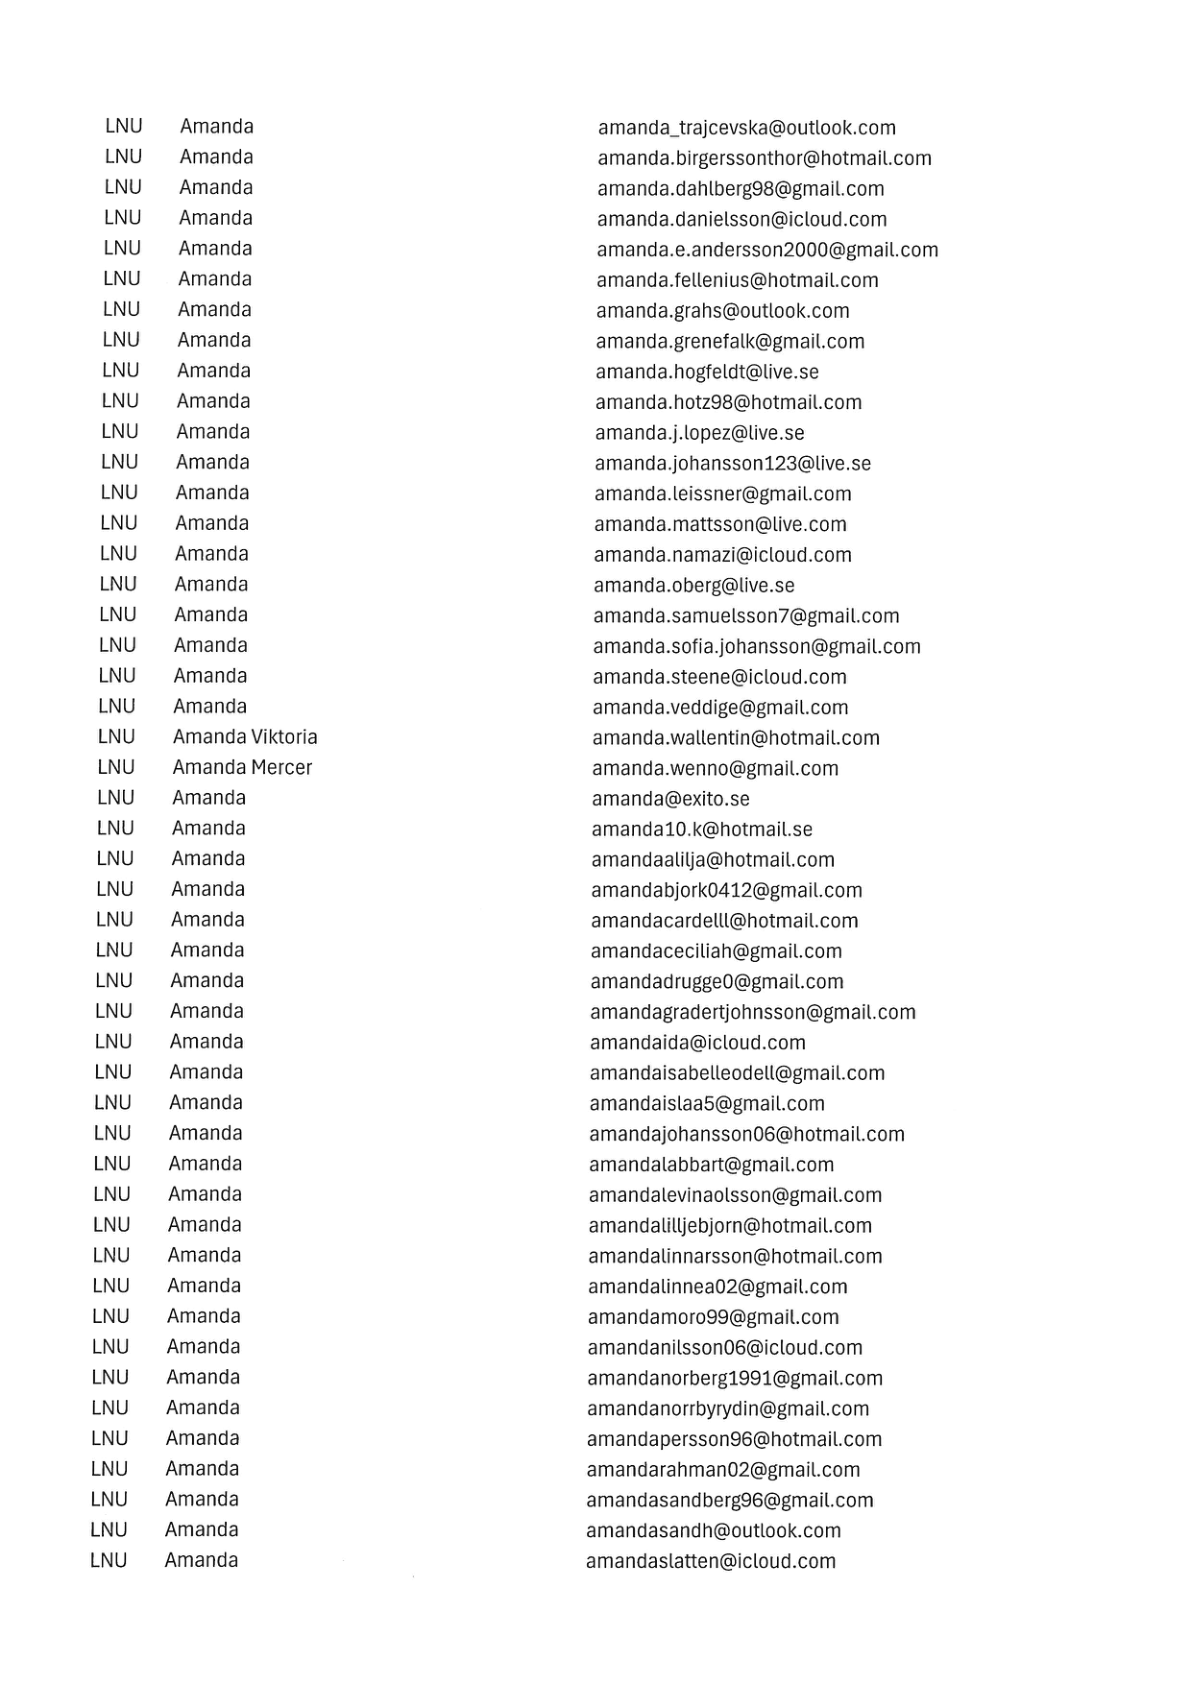 LNU Amanda amanda_trajcevska@outlook.com
LNU Amanda amanda.birgerssonthor@hotmail.com
LNU Amanda amanda.dahlberg98@gmail.com
LNU Amanda amanda.danielsson@icloud.com
LNU Amanda amanda.e.andersson2000@gmail.com
LNU Amanda amanda.fellenius@hotmail.com
LNU Amanda amanda.grahs@outlook.com
LNU Amanda amanda.grenefalk@gmail.com
LNU Amanda amanda.hogfeldt@live.se
LNU Amanda amanda.hotz98@hotmail.com
LNU Amanda amanda.j.lopez@live.se
LNU Amanda amanda.johansson123@live.se
LNU Amanda amanda.leissner@gmail.com
LNU Amanda amanda.mattsson@live.com
LNU Amanda amanda.namazi@icloud.com
LNU Amanda amanda.oberg@live.se
LNU Amanda amanda.samuelsson7@gmail.com
LNU Amanda amanda.sofia.johansson@gmail.com
LNU Amanda amanda.steene@icloud.com
LNU Amanda amanda.veddige@gmail.com
LNU Amanda Viktoria amanda.wallentin@hotmail.com
LNU Amanda Mercer amanda.wenno@gmail.com
LNU Amanda amanda@exito.se
LNU Amanda amanda10.k@hotmail.se
LNU Amanda amandaalilja@hotmail.com
LNU Amanda amandabjork0412@gmail.com
LNU Amanda amandacardelll@hotmail.com
LNU Amanda amandaceciliah@gmail.com
LNU Amanda amandadrugge0@gmail.com
LNU Amanda amandagradertjohnsson@gmail.com
LNU Amanda amandaida@icloud.com
LNU Amanda amandaisabelleodell@gmail.com
LNU Amanda amandaislaa5@gmail.com
LNU Amanda amandajohansson06@hotmail.com
LNU Amanda amandalabbart@gmail.com
LNU Amanda amandalevinaolsson@gmail.com
LNU Amanda amandalilljebjorn@hotmail.com
LNU Amanda amandalinnarsson@hotmail.com
LNU Amanda amandalinnea02@gmail.com
LNU Amanda amandamoro99@gmail.com
LNU Amanda amandanilsson06@icloud.com
LNU Amanda amandanorberg1991@gmail.com
LNU Amanda amandanorrbyrydin@gmail.com
LNU Amanda amandapersson96@hotmail.com
LNU Amanda amandarahman02@gmail.com
LNU Amanda amandasandberg96@gmail.com
LNU Amanda amandasandh@outlook.com
LNU Amanda amandaslatten@icloud.com